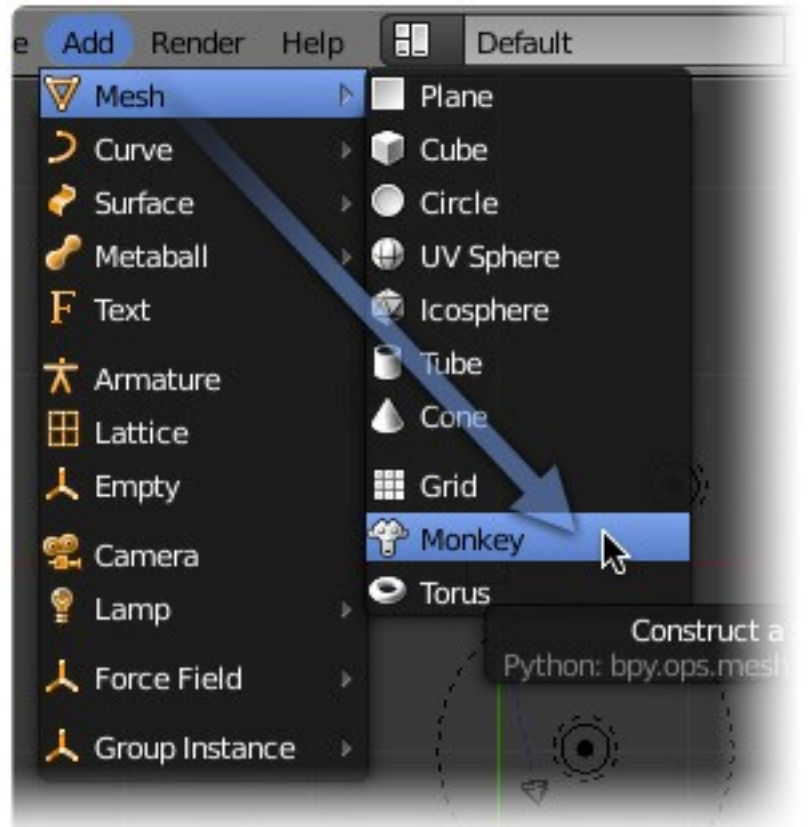 e Add Render Help Default
Mesh
Curve
Surface
Metaball
Text
Armature
Lattice
Empty
Camera
Lamp
Force Field
Group Instance
Plane
Cube
Circle
UV Sphere
Icosphere
Tube
Cone
Grid
Monkey
Torus
Construct a
Python: bpy.ops.mesh.